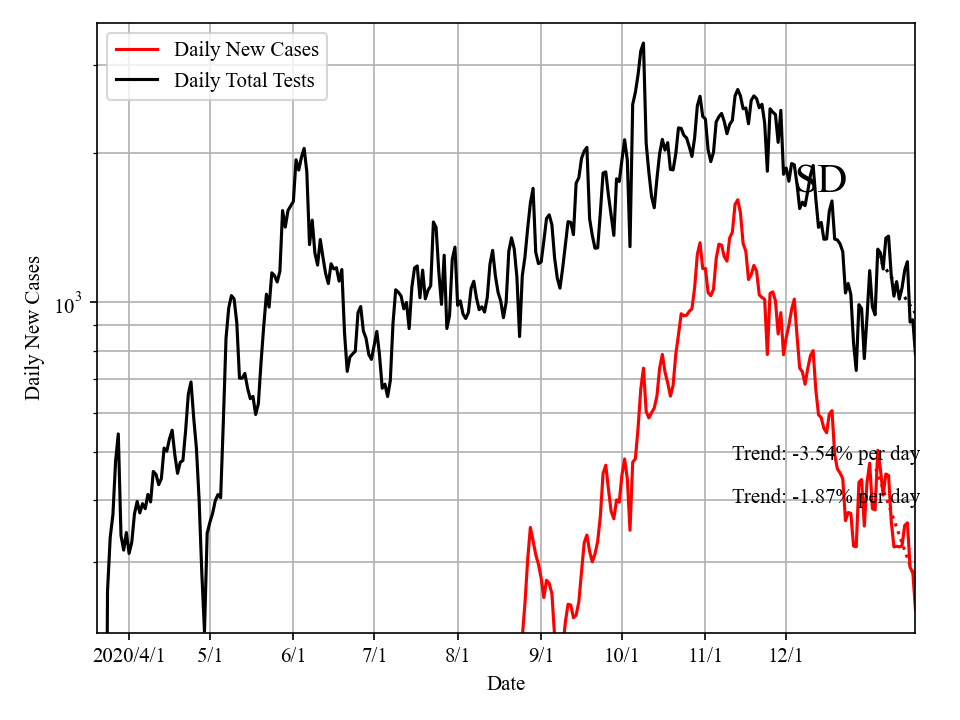 Daily New Cases
Daily Total Tests
SD
Daily New Cases
10³
Trend: -3.54% per day
Trend: -1.87% per day
2020/4/1 5/1 6/1 7/1 8/1 9/1 10/1 11/1 12/1
Date